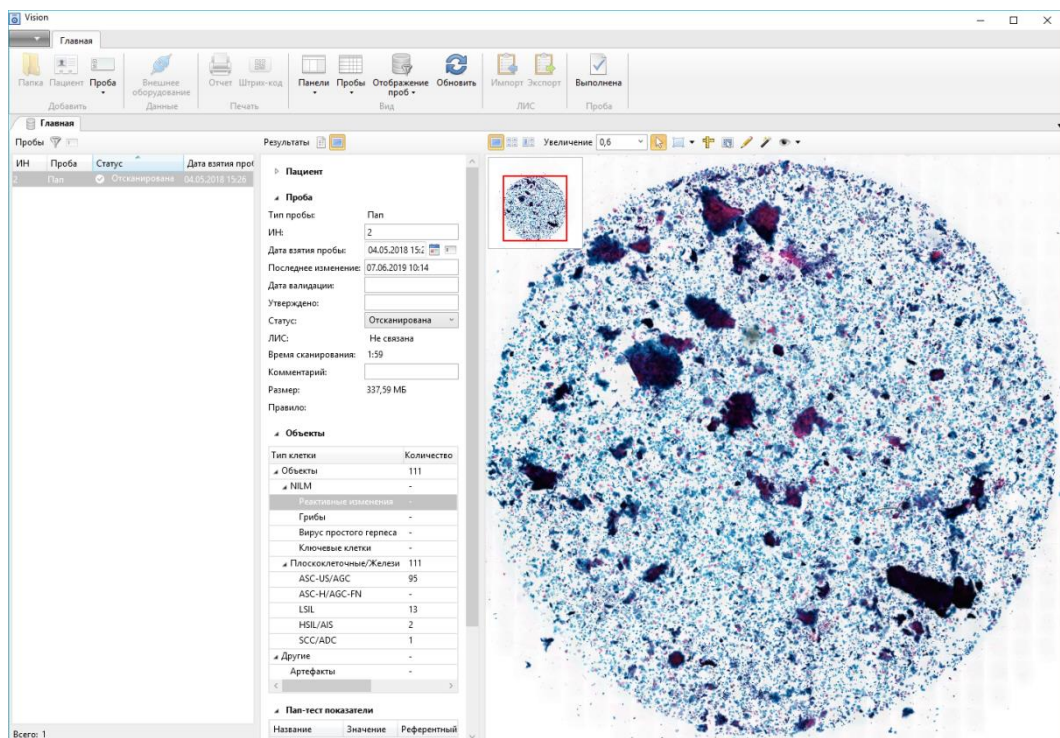 Vision
Главная
Папка Пациент Проба Внешнее оборудование Отчет Штрих-код Панели Пробы Отображение проб Обновить Импорт Экспорт Выполнена
Добавить Данные Печать Вид ЛИС Проба
Главная
Пробы
Результаты
Увеличение 0,6
ИН Проба Статус Дата взятия проб
2 Пап Отсканирована 04.05.2018 15:26
Пациент
Проба
Тип пробы: Пап
ИН: 2
Дата взятия пробы: 04.05.2018 15:2
Последнее изменение: 07.06.2019 10:14
Дата валидации:
Утверждено:
Статус: Отсканирована
ЛИС: Не связана
Время сканирования: 1:59
Комментарий:
Размер: 337,59 МБ
Правило:
Объекты
Тип клетки Количество
Объекты 111
NILM -
Реактивные изменения -
Грибы -
Вирус простого герпеса -
Ключевые клетки -
Плоскоклеточные/Желези 111
ASC-US/AGC 95
ASC-H/AGC-FN -
LSIL 13
HSIL/AIS 2
SCC/ADC 1
Другие -
Артефакты -
Пап-тест показатели
Название Значение Референтный
Всего: 1